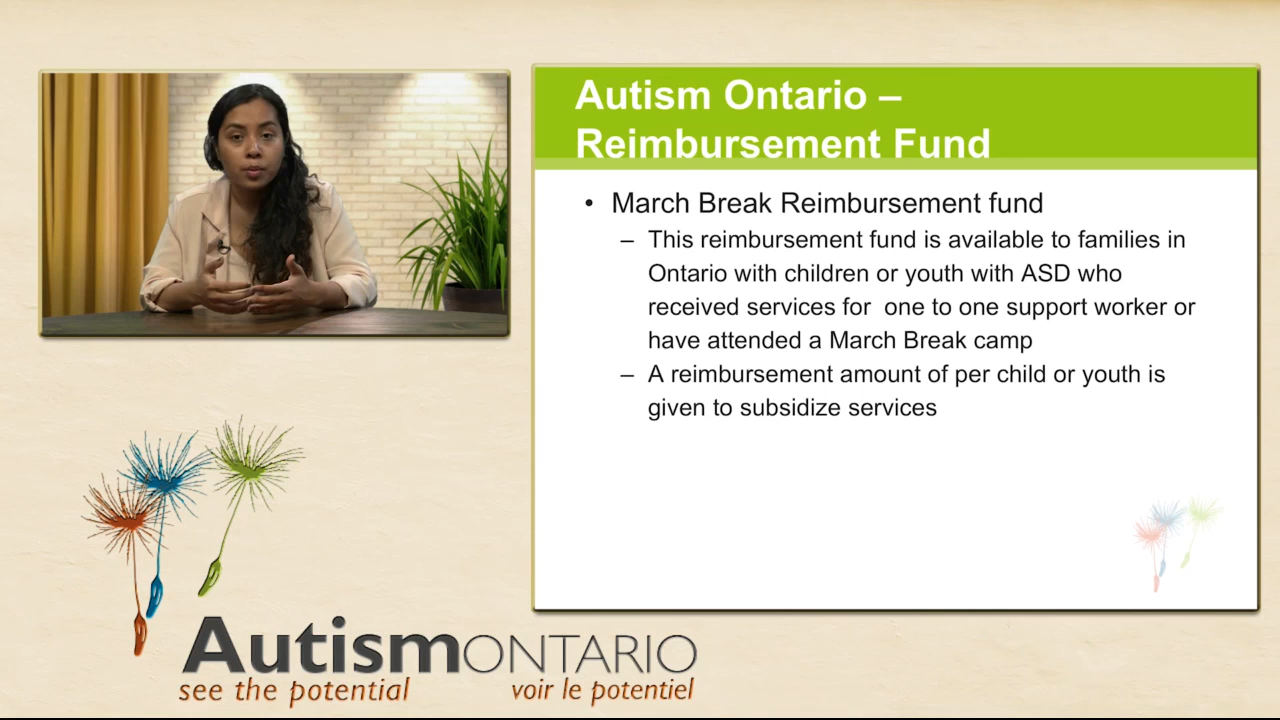 Autism Ontario –
Reimbursement Fund
• March Break Reimbursement fund
– This reimbursement fund is available to families in
Ontario with children or youth with ASD who
received services for  one to one support worker or
have attended a March Break camp
– A reimbursement amount of per child or youth is
given to subsidize services
AutismONTARIO
see the potential voir le potentiel